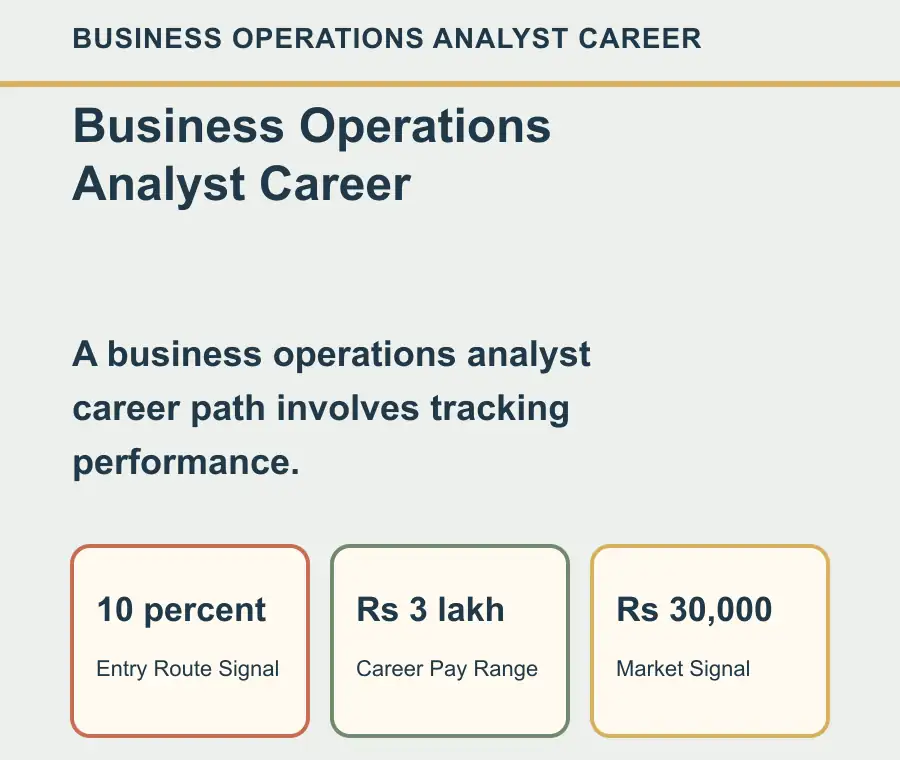 BUSINESS OPERATIONS ANALYST CAREER
Business Operations
Analyst Career
A business operations analyst
career path involves tracking
performance.
10 percent
Entry Route Signal
Rs 3 lakh
Career Pay Range
Rs 30,000
Market Signal